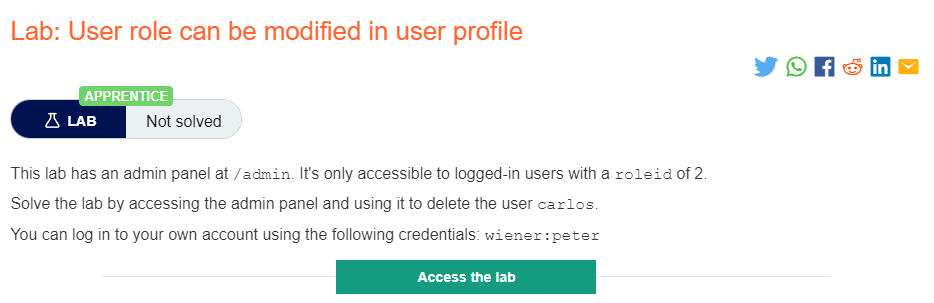 Lab: User role can be modified in user profile
APPRENTICE
LAB Not solved
This lab has an admin panel at /admin. It's only accessible to logged-in users with a roleid of 2.
Solve the lab by accessing the admin panel and using it to delete the user carlos.
You can log in to your own account using the following credentials: wiener:peter
Access the lab